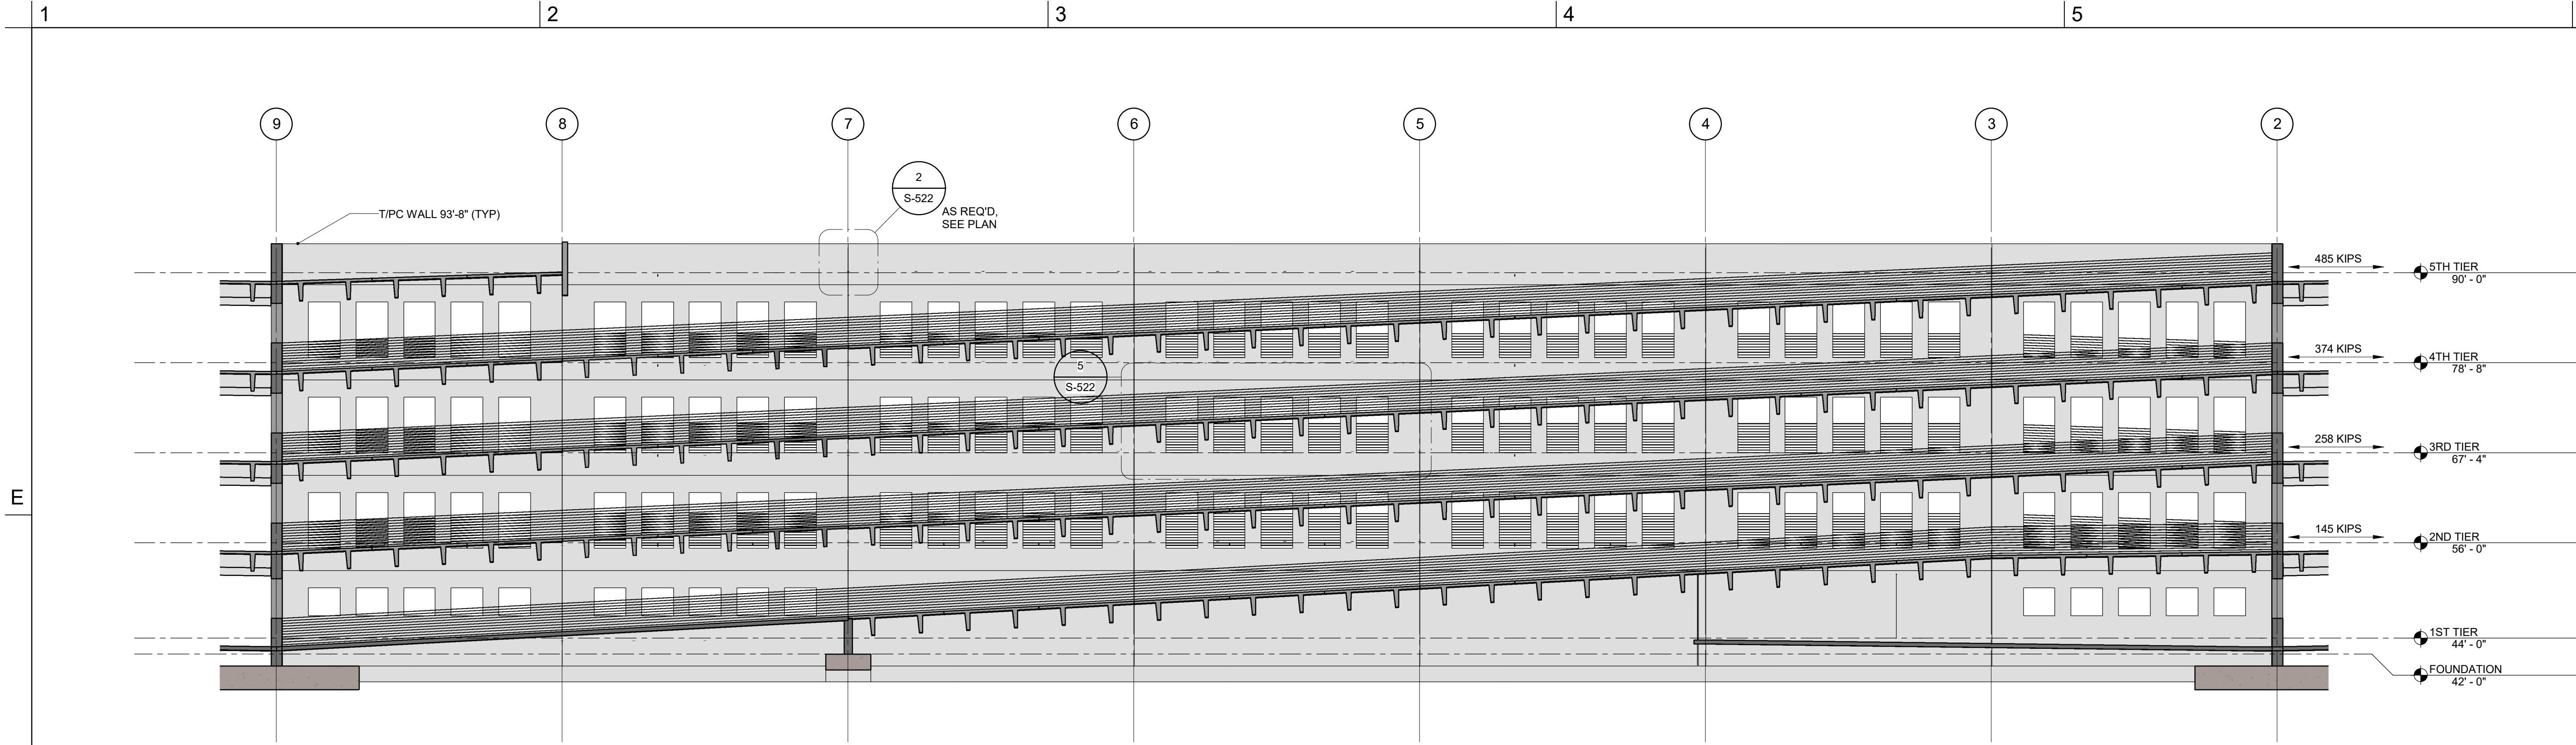 1 2 3 4 5
9 8 7 6 5 4 3 2
2
S-522
AS REQ'D,
SEE PLAN
T/PC WALL 93'-8" (TYP)
485 KIPS
5TH TIER
90' - 0"
374 KIPS
4TH TIER
78' - 8"
5
S-522
258 KIPS
3RD TIER
67' - 4"
E
145 KIPS
2ND TIER
56' - 0"
1ST TIER
44' - 0"
FOUNDATION
42' - 0"